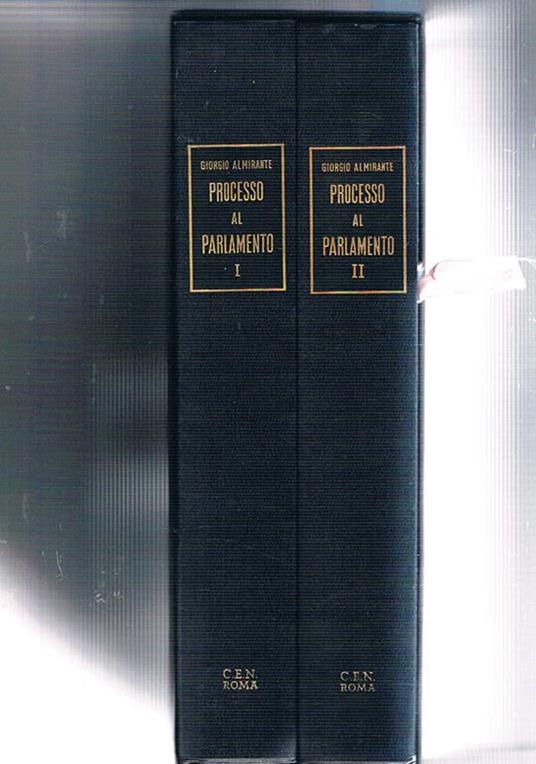 GIORGIO ALMIRANTE
PROCESSO
AL
PARLAMENTO
I
C.E.N.
ROMA
GIORGIO ALMIRANTE
PROCESSO
AL
PARLAMENTO
II
C.E.N.
ROMA